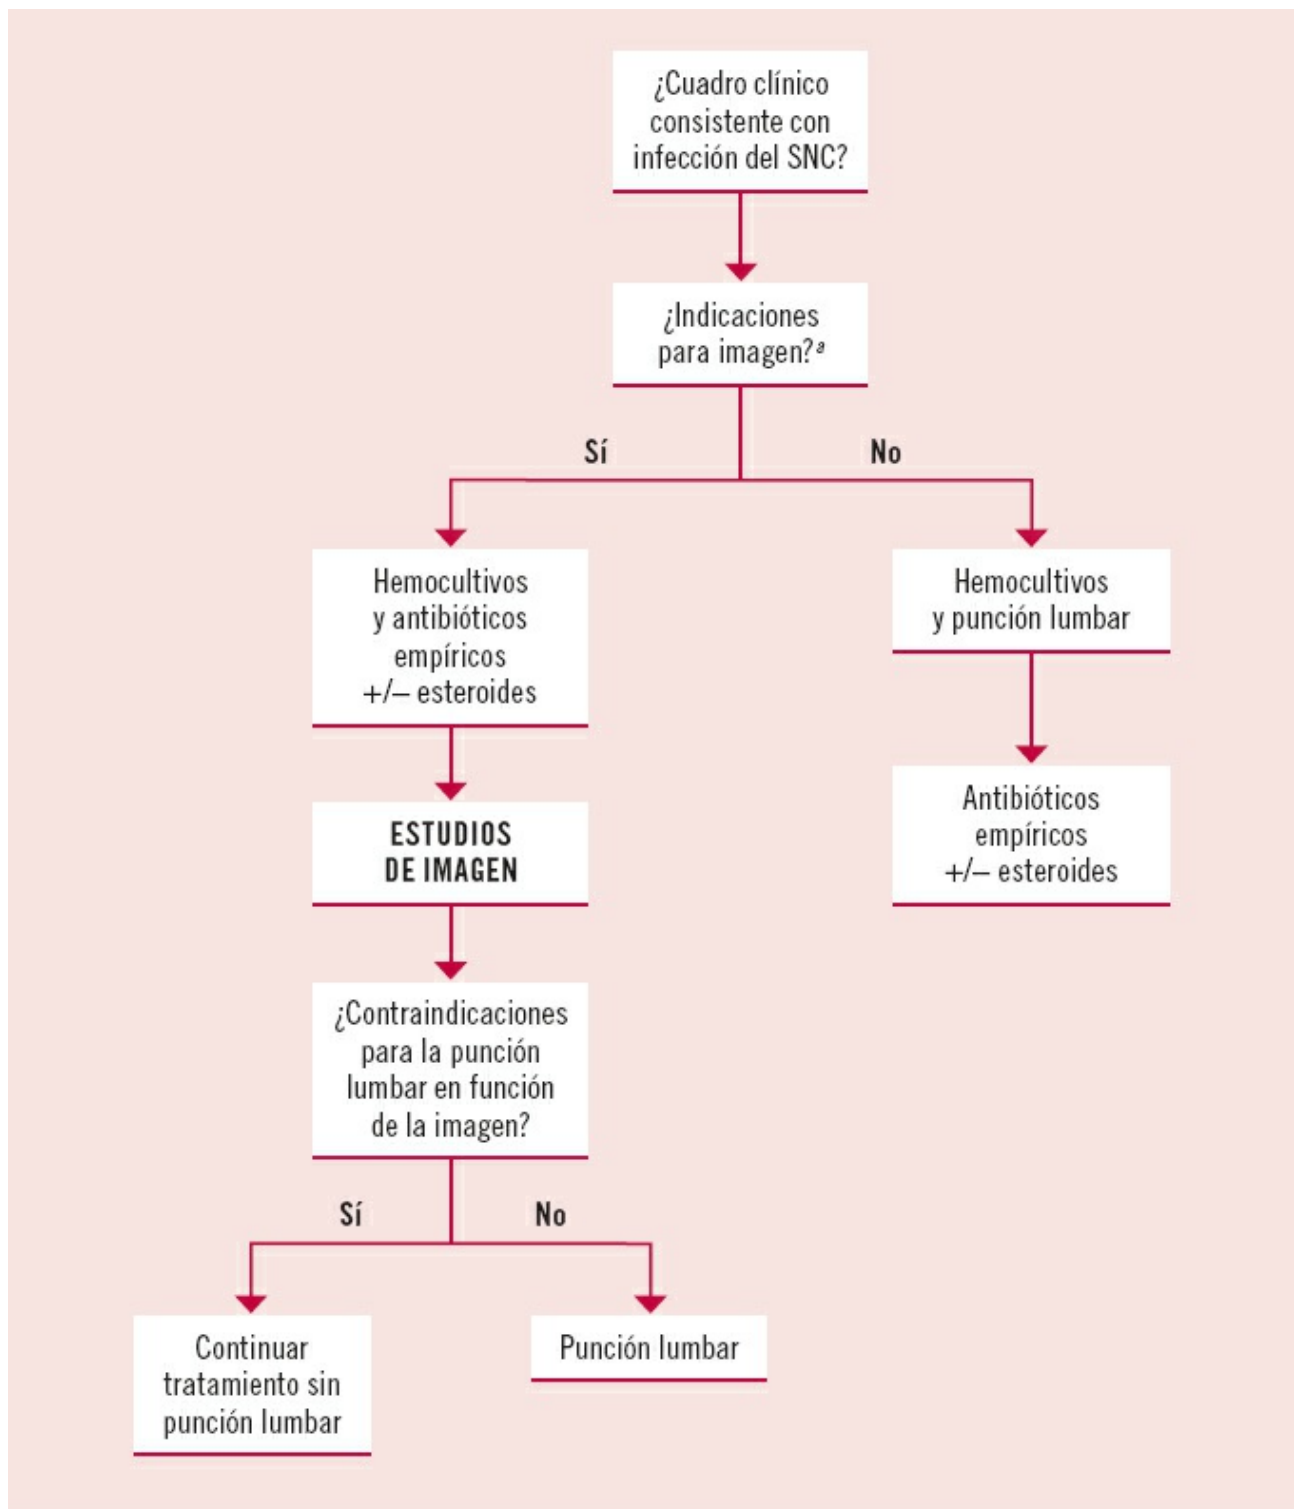 ¿Cuadro clínico
consistente con
infección del SNC?
¿Indicaciones
para imagen?ª
Sí
No
Hemocultivos
y antibióticos
empíricos
+/– esteroides
Hemocultivos
y punción lumbar
ESTUDIOS
DE IMAGEN
Antibióticos
empíricos
+/– esteroides
¿Contraindicaciones
para la punción
lumbar en función
de la imagen?
Sí
No
Continuar
tratamiento sin
punción lumbar
Punción lumbar